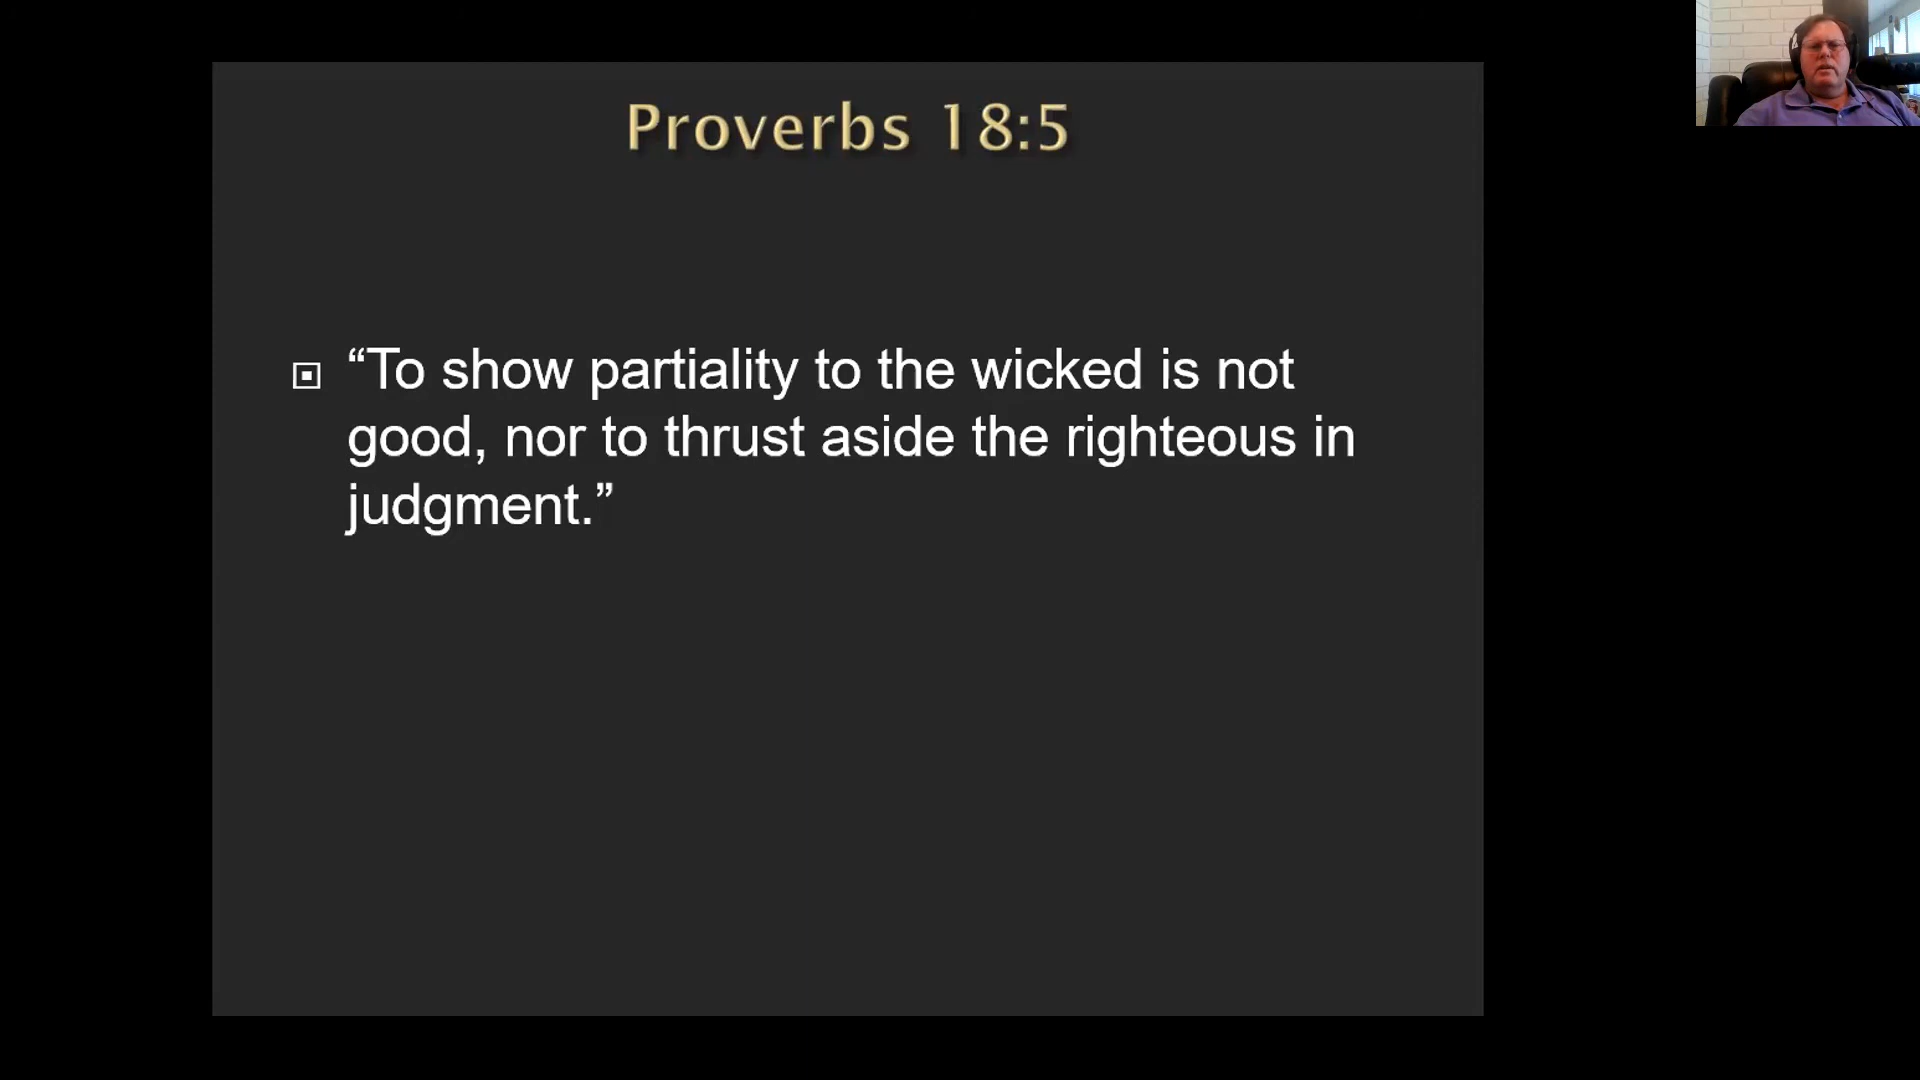 Proverbs 18:5
“To show partiality to the wicked is not
good, nor to thrust aside the righteous in
judgment.”